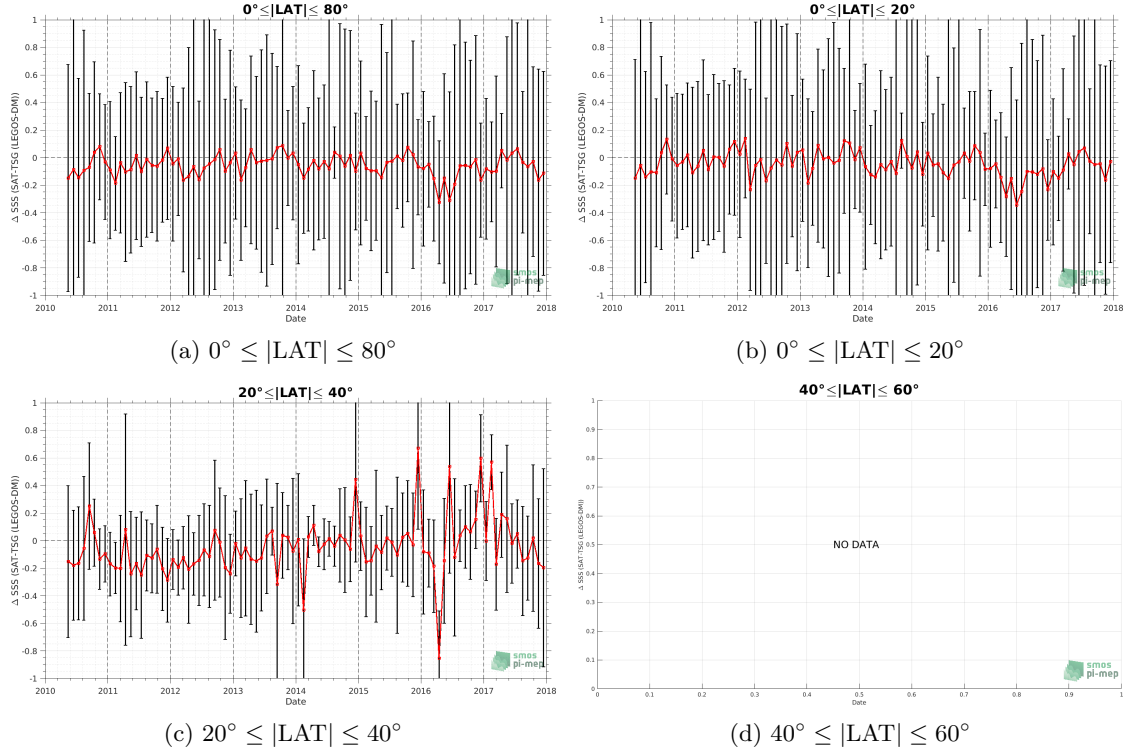 0°≤|LAT|≤ 80°
Δ SSS (SAT-TSG (LEGOS-DM))
1
0.8
0.6
0.4
0.2
0
-0.2
-0.4
-0.6
-0.8
-1
2010 2011 2012 2013 2014 2015 2016 2017 2018
Date
smos
pi-mep
(a) 0° ≤ |LAT| ≤ 80°
0°≤|LAT|≤ 20°
Δ SSS (SAT-TSG (LEGOS-DM))
1
0.8
0.6
0.4
0.2
0
-0.2
-0.4
-0.6
-0.8
-1
2010 2011 2012 2013 2014 2015 2016 2017 2018
Date
smos
pi-mep
(b) 0° ≤ |LAT| ≤ 20°
20°≤|LAT|≤ 40°
Δ SSS (SAT-TSG (LEGOS-DM))
1
0.8
0.6
0.4
0.2
0
-0.2
-0.4
-0.6
-0.8
-1
2010 2011 2012 2013 2014 2015 2016 2017 2018
Date
smos
pi-mep
(c) 20° ≤ |LAT| ≤ 40°
40°≤|LAT|≤ 60°
Δ SSS (SAT-TSG (LEGOS-DM))
1
0.9
0.8
0.7
0.6
0.5
0.4
0.3
0.2
0.1
0
NO DATA
0 0.1 0.2 0.3 0.4 0.5 0.6 0.7 0.8 0.9 1
Date
smos
pi-mep
(d) 40° ≤ |LAT| ≤ 60°